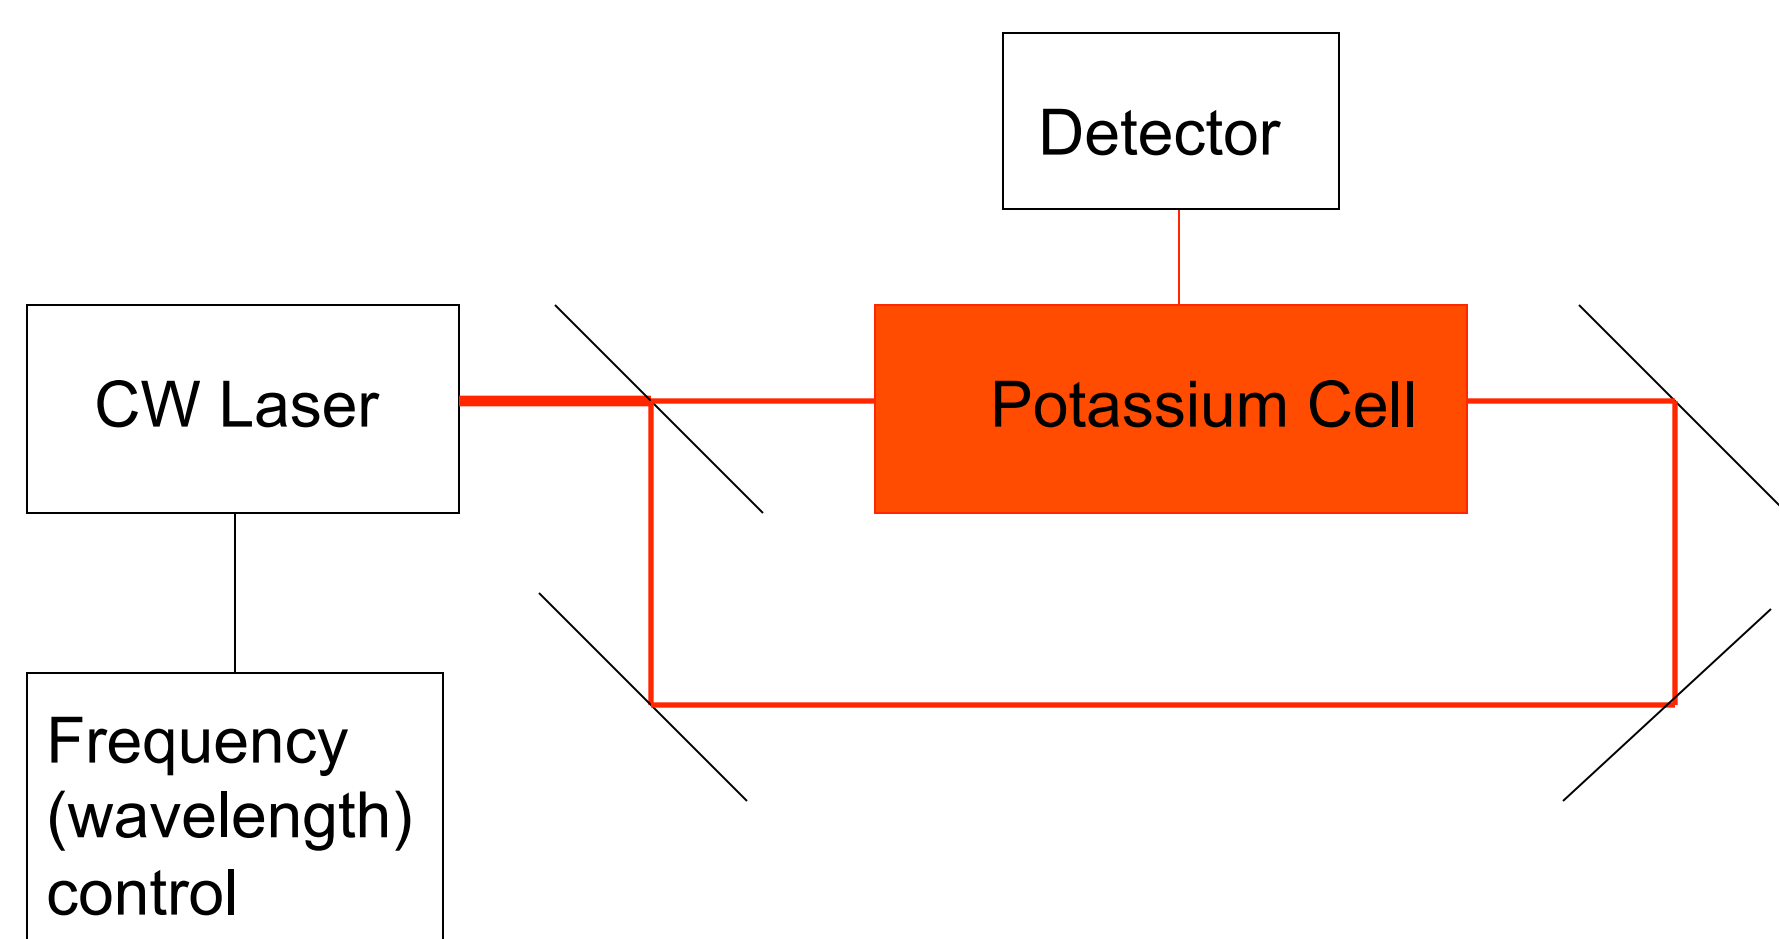 Detector
CW Laser
Potassium Cell
Frequency
(wavelength)
control